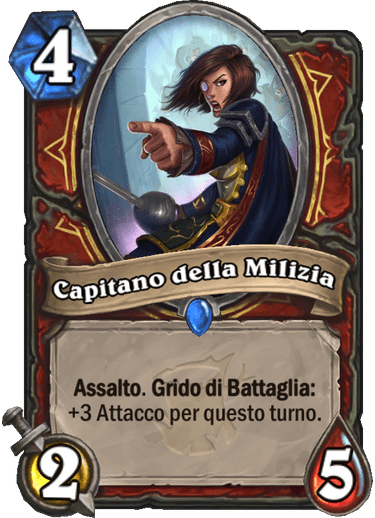 4
Capitano della Milizia
Assalto. Grido di Battaglia:
+3 Attacco per questo turno.
2
5